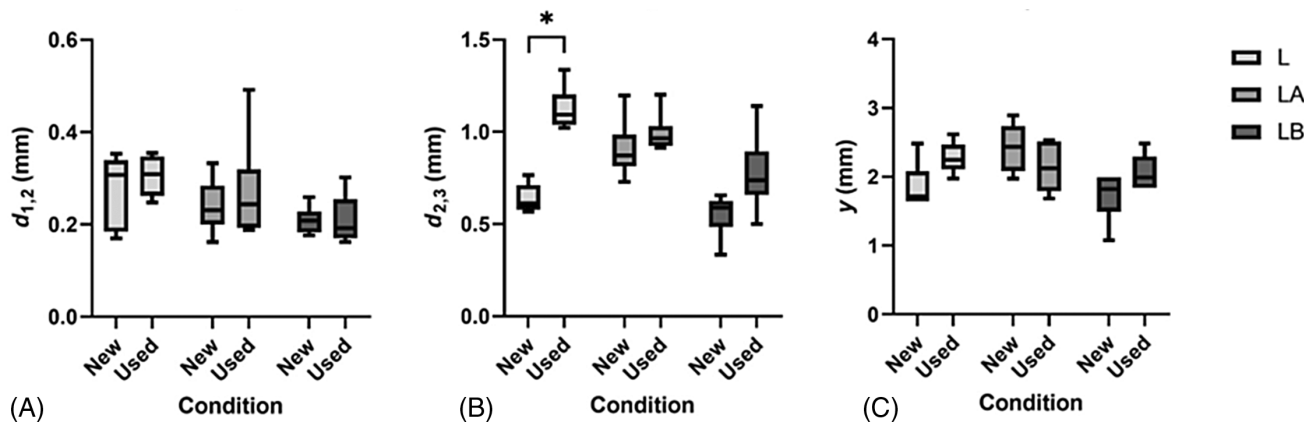 0.6
0.4
0.2
0.0
d1,2 (mm)
New
Used
New
Used
New
Used
Condition
(A)
*
1.5
1.0
0.5
0.0
d2,3 (mm)
New
Used
New
Used
New
Used
Condition
(B)
4
3
2
1
0
y (mm)
New
Used
New
Used
New
Used
Condition
(C)
L
LA
LB